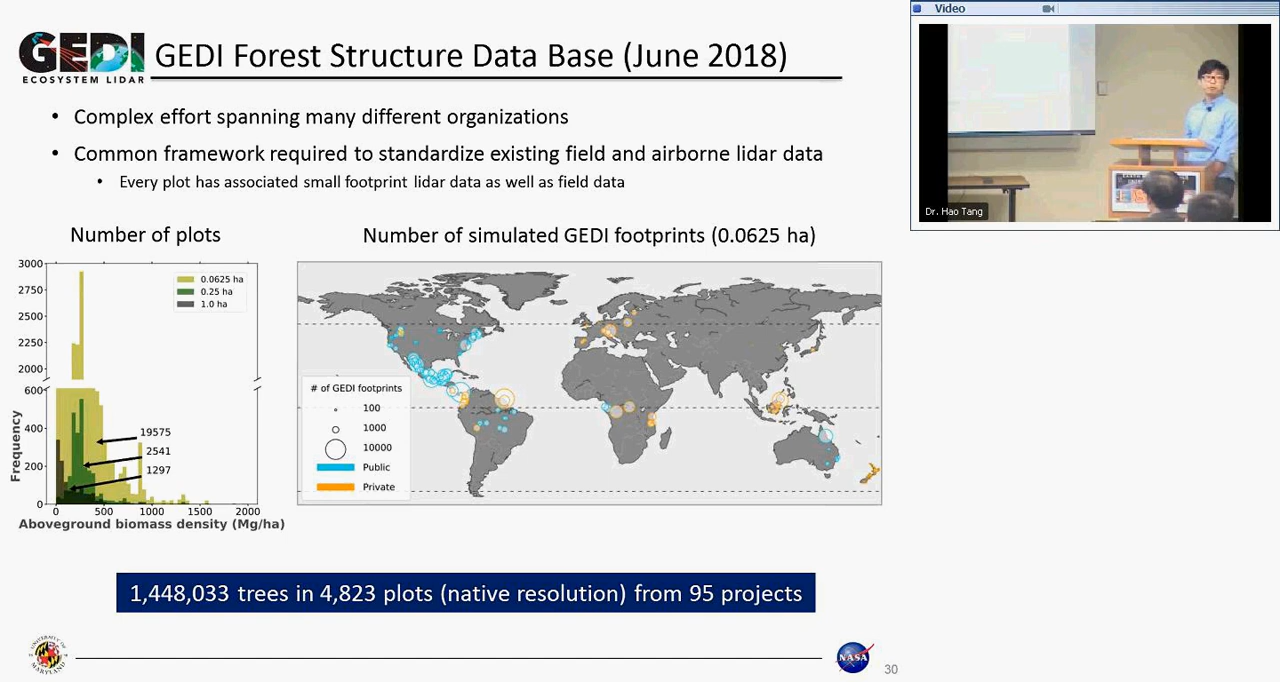 GEDI
ECOSYSTEM LIDAR
GEDI Forest Structure Data Base (June 2018)
• Complex effort spanning many different organizations
• Common framework required to standardize existing field and airborne lidar data
• Every plot has associated small footprint lidar data as well as field data
Number of plots
Number of simulated GEDI footprints (0.0625 ha)
3000
2750
2500
2250
2000
600
400
200
0
Frequency
0.0625 ha
0.25 ha
1.0 ha
19575
2541
1297
0 500 1000 1500 2000
Aboveground biomass density (Mg/ha)
# of GEDI footprints
100
1000
10000
Public
Private
1,448,033 trees in 4,823 plots (native resolution) from 95 projects
UNIVERSITY OF
MARYLAND
NASA
30
Video
Dr. Hao Tang